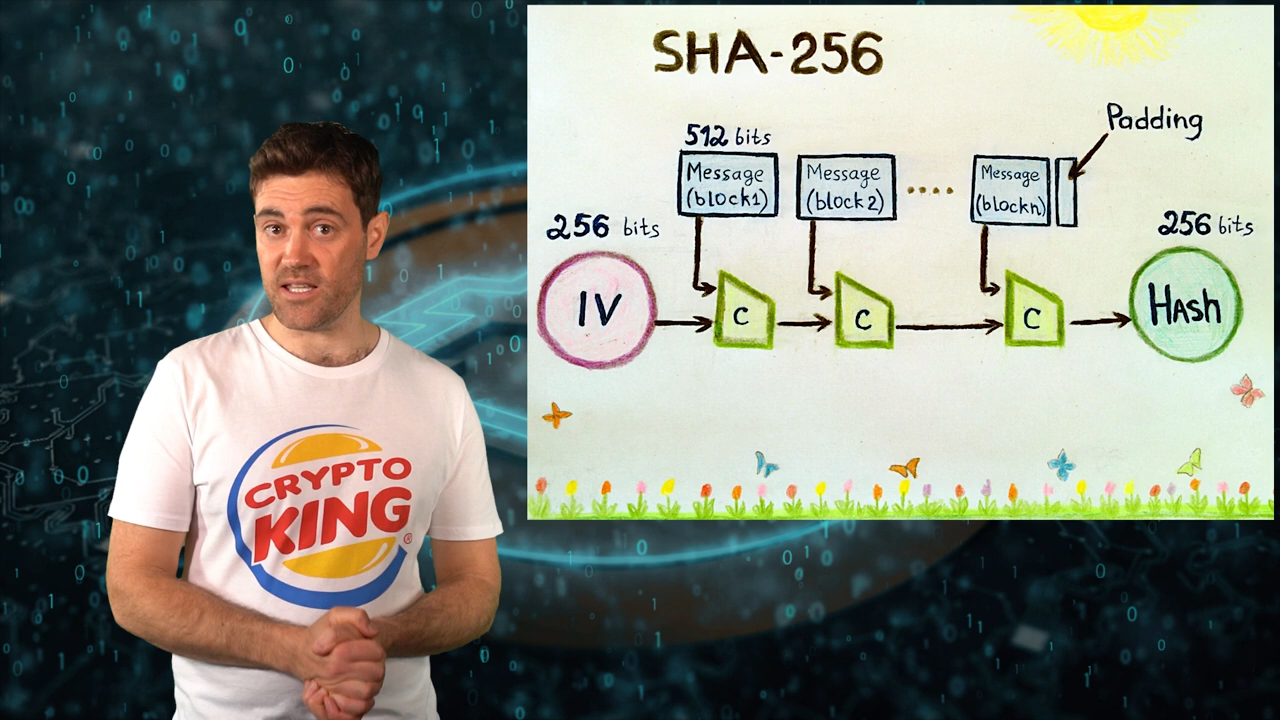 SHA-256
Padding
512 bits
Message
(block1)
Message
(block2)
Message
(blockn)
256 bits
256 bits
IV
C
C
C
HASH
CRYPTO
KING
®